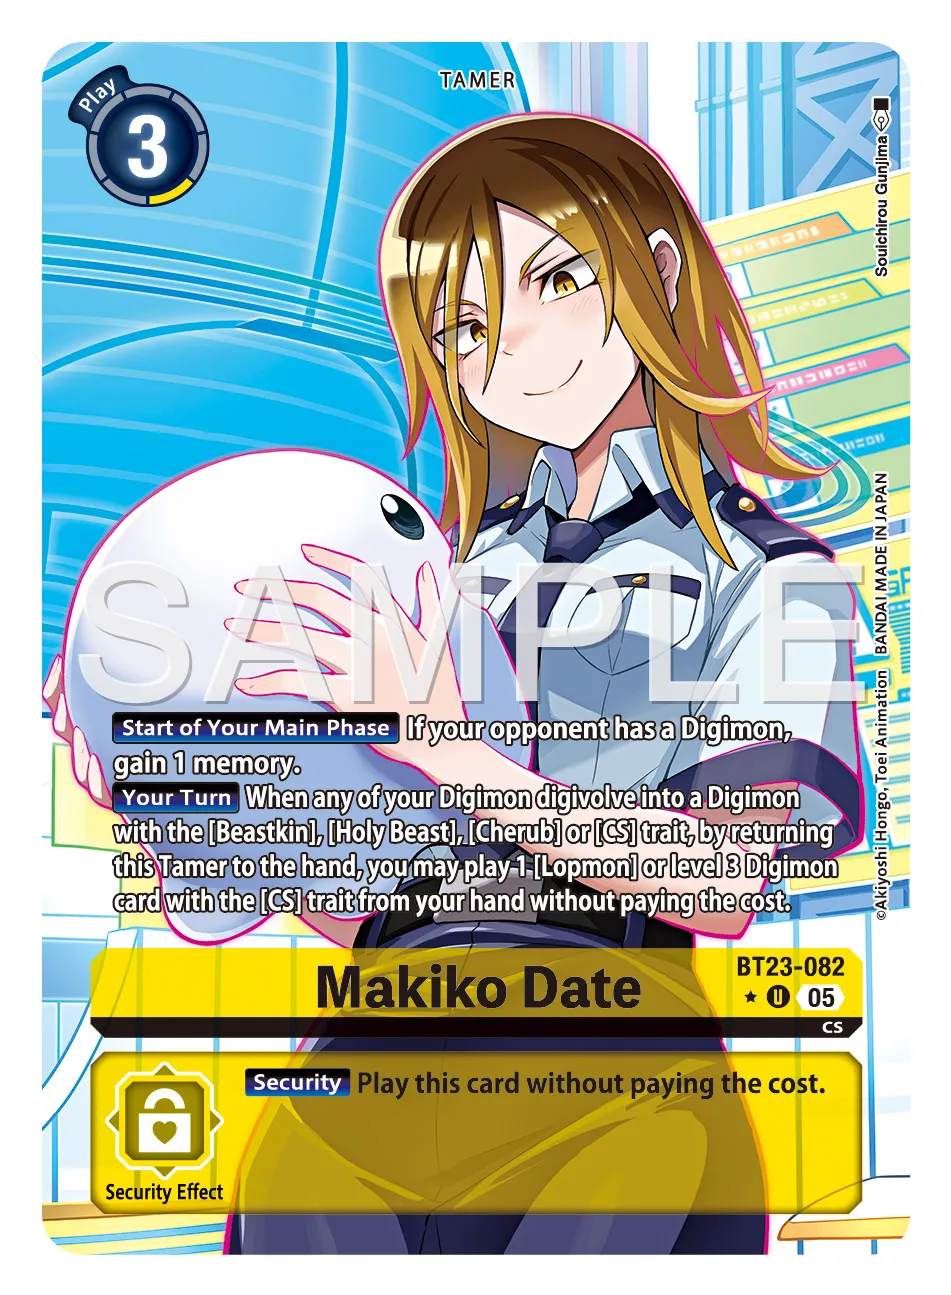 TAMER
Play
3
Souichirou Gunjima
©Akiyoshi Hongo, Toei Animation BANDAI MADE IN JAPAN
SAMPLE
Start of Your Main Phase If your opponent has a Digimon,
gain 1 memory.
Your Turn When any of your Digimon digivolve into a Digimon
with the [Beastkin], [Holy Beast], [Cherub] or [CS] trait, by returning
this Tamer to the hand, you may play 1 [Lopmon] or level 3 Digimon
card with the [CS] trait from your hand without paying the cost.
Makiko Date
BT23-082
★ U 05
CS
Security Play this card without paying the cost.
Security Effect